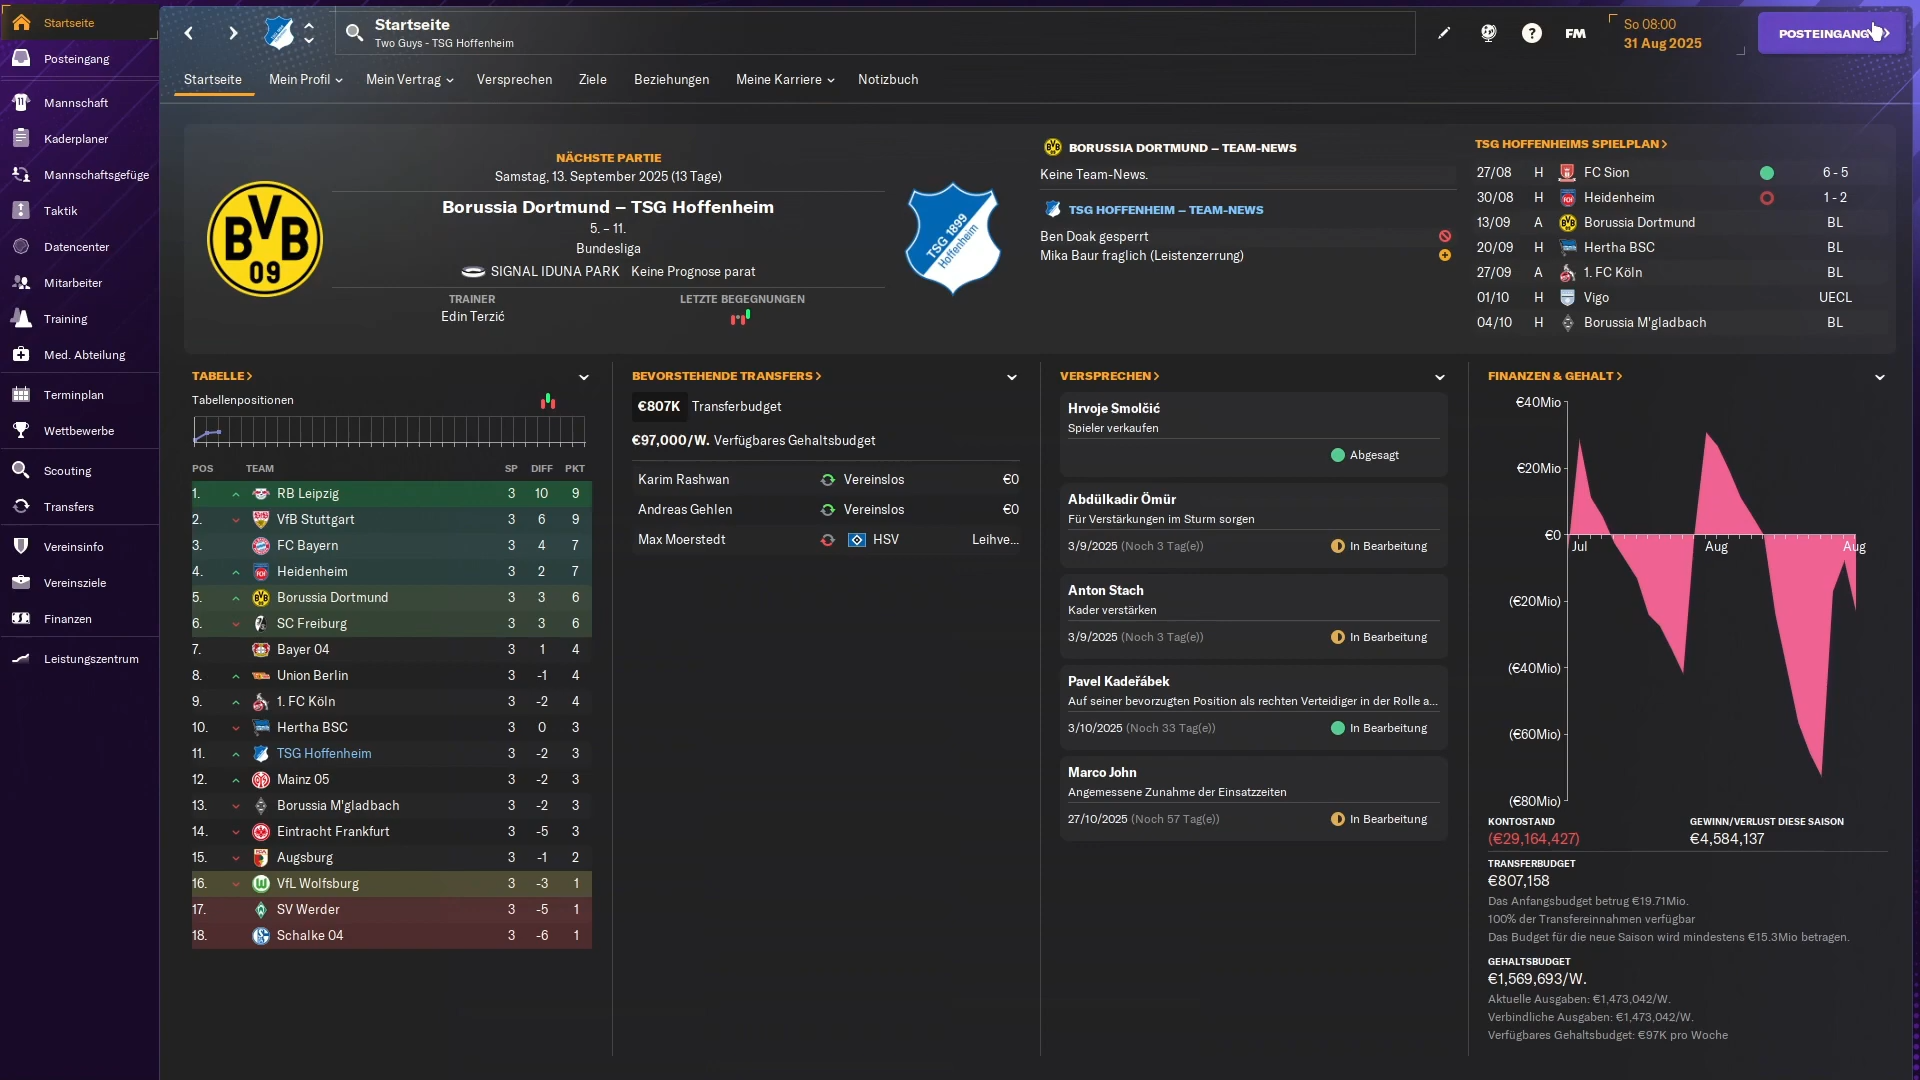 Startseite
Posteingang
Mannschaft
Kaderplaner
Mannschaftsgefüge
Taktik
Datencenter
Mitarbeiter
Training
Med. Abteilung
Terminplan
Wettbewerbe
Scouting
Transfers
Vereinsinfo
Vereinsziele
Finanzen
Leistungszentrum
Startseite
Two Guys - TSG Hoffenheim
FM
So 08:00
31 Aug 2025
POSTEINGANG
Startseite
Mein Profil
Mein Vertrag
Versprechen
Ziele
Beziehungen
Meine Karriere
Notizbuch
BVB
09
NÄCHSTE PARTIE
Samstag, 13. September 2025 (13 Tage)
Borussia Dortmund – TSG Hoffenheim
5. – 11.
Bundesliga
SIGNAL IDUNA PARK Keine Prognose parat
TRAINER
Edin Terzić
LETZTE BEGEGNUNGEN
TSG 1899
Hoffenheim
BORUSSIA DORTMUND – TEAM-NEWS
Keine Team-News.
TSG HOFFENHEIM – TEAM-NEWS
Ben Doak gesperrt
Mika Baur fraglich (Leistenzerrung)
TSG HOFFENHEIMS SPIELPLAN >
27/08 H FC Sion 6 - 5
30/08 H Heidenheim 1 - 2
13/09 A Borussia Dortmund BL
20/09 H Hertha BSC BL
27/09 A 1. FC Köln BL
01/10 H Vigo UECL
04/10 H Borussia M'gladbach BL
TABELLE >
Tabellenpositionen
POS TEAM SP DIFF PKT
1. RB Leipzig 3 10 9
2. VfB Stuttgart 3 6 9
3. FC Bayern 3 4 7
4. Heidenheim 3 2 7
5. Borussia Dortmund 3 3 6
6. SC Freiburg 3 3 6
7. Bayer 04 3 1 4
8. Union Berlin 3 -1 4
9. 1. FC Köln 3 -2 4
10. Hertha BSC 3 0 3
11. TSG Hoffenheim 3 -2 3
12. Mainz 05 3 -2 3
13. Borussia M'gladbach 3 -2 3
14. Eintracht Frankfurt 3 -5 3
15. Augsburg 3 -1 2
16. VfL Wolfsburg 3 -3 1
17. SV Werder 3 -5 1
18. Schalke 04 3 -6 1
BEVORSTEHENDE TRANSFERS >
€807K Transferbudget
€97,000/W. Verfügbares Gehaltsbudget
Karim Rashwan Vereinslos €0
Andreas Gehlen Vereinslos €0
Max Moerstedt HSV Leihve...
VERSPRECHEN >
Hrvoje Smolčić
Spieler verkaufen
Abgesagt
Abdülkadir Ömür
Für Verstärkungen im Sturm sorgen
3/9/2025 (Noch 3 Tag(e)) In Bearbeitung
Anton Stach
Kader verstärken
3/9/2025 (Noch 3 Tag(e)) In Bearbeitung
Pavel Kadeřábek
Auf seiner bevorzugten Position als rechten Verteidiger in der Rolle a...
3/10/2025 (Noch 33 Tag(e)) In Bearbeitung
Marco John
Angemessene Zunahme der Einsatzzeiten
27/10/2025 (Noch 57 Tag(e)) In Bearbeitung
FINANZEN & GEHALT >
€40Mio
€20Mio
€0
(€20Mio)
(€40Mio)
(€60Mio)
(€80Mio)
Jul Aug Aug
KONTOSTAND
(€29,164,427)
GEWINN/VERLUST DIESE SAISON
€4,584,137
TRANSFERBUDGET
€807,158
Das Anfangsbudget betrug €19.71Mio.
100% der Transfereinnahmen verfügbar
Das Budget für die neue Saison wird mindestens €15.3Mio betragen.
GEHALTSBUDGET
€1,569,693/W.
Aktuelle Ausgaben: €1,473,042/W.
Verbindliche Ausgaben: €1,473,042/W.
Verfügbares Gehaltsbudget: €97K pro Woche